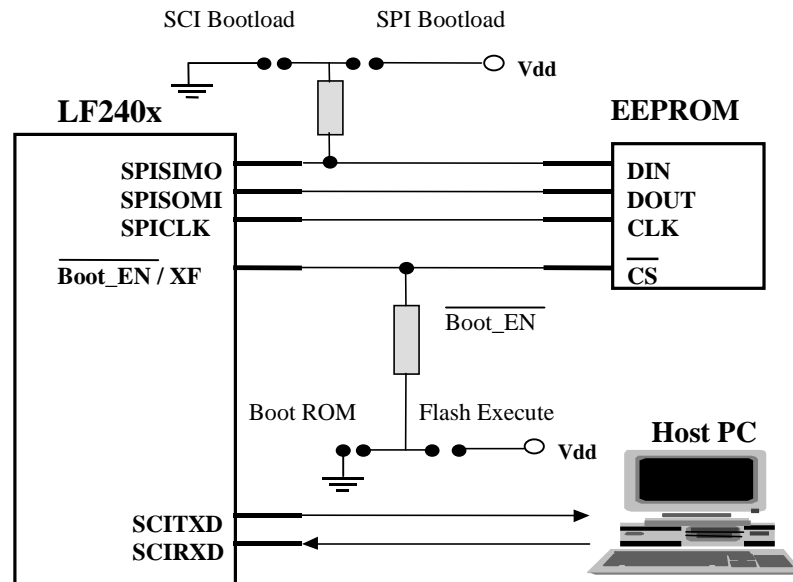 SCI Bootload SPI Bootload
Vdd
LF240x
EEPROM
SPISIMO
SPISOMI
SPICLK
Boot_EN / XF
DIN
DOUT
CLK
CS
Boot_EN
Boot ROM Flash Execute
Vdd
Host PC
SCITXD
SCIRXD